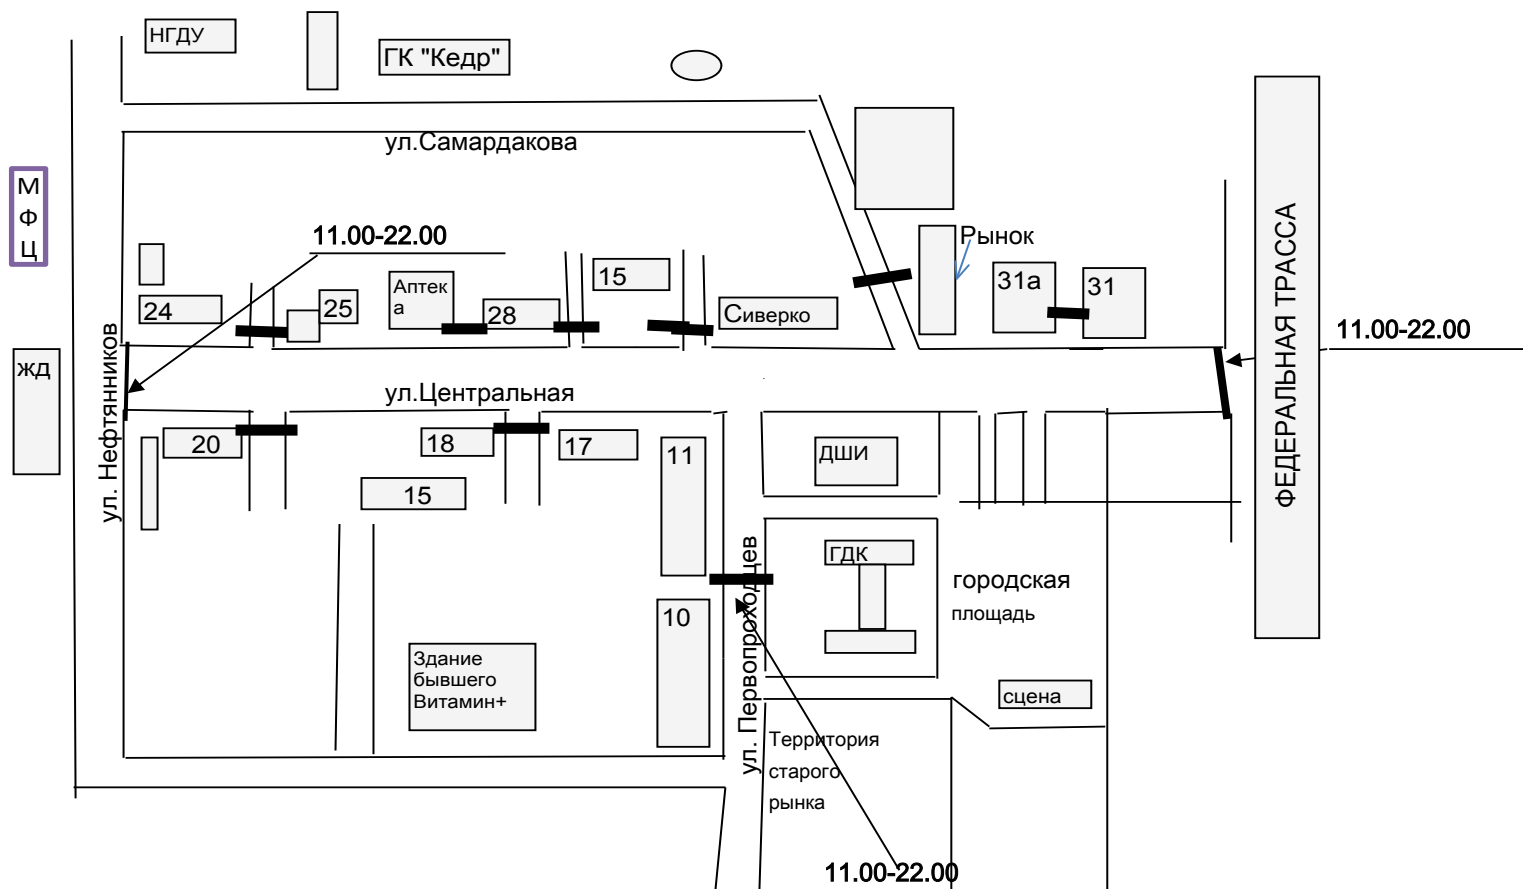 НГДУ
ГК "Кедр"
ул.Самардакова
М
Ф
Ц
11.00-22.00
Рынок
15
31а
31
Аптек
а
24
25
28
Сиверко
ФЕДЕРАЛЬНАЯ ТРАССА
11.00-22.00
жд
ул. Нефтянников
ул.Центральная
20
18
17
11
ДШИ
15
ул. Первопроходцев
ГДК
городская
площадь
10
Здание
бывшего
Витамин+
сцена
Территория
старого
рынка
11.00-22.00